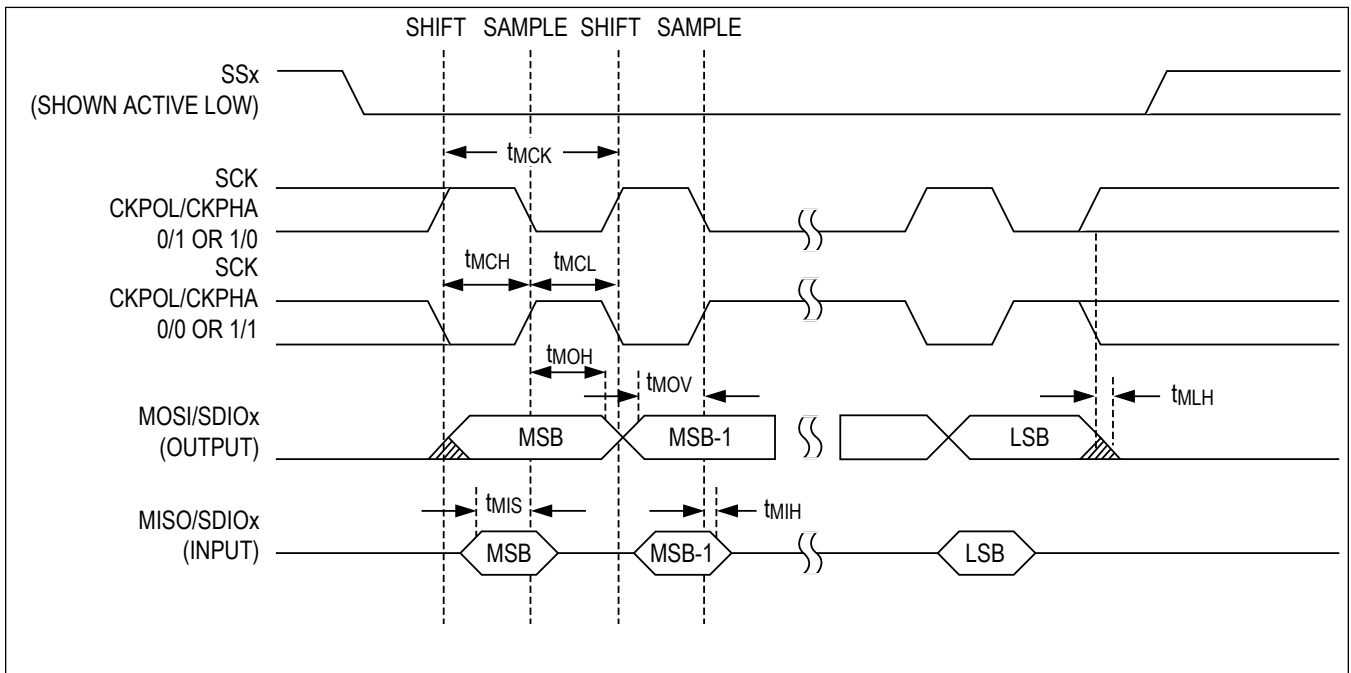 SHIFT SAMPLE SHIFT SAMPLE
SSx
(SHOWN ACTIVE LOW)
tMCK
SCK
CKPOL/CKPHA
0/1 OR 1/0
tMCH tMCL
SCK
CKPOL/CKPHA
0/0 OR 1/1
tMOH
tMOV
tMLH
MOSI/SDIOx
(OUTPUT)
MSB MSB-1 LSB
tMIS
tMIH
MISO/SDIOx
(INPUT)
MSB MSB-1 LSB